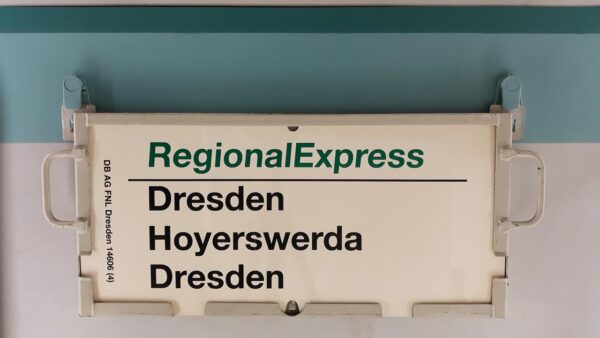 RegionalExpress
Dresden
Hoyerswerda
Dresden
DB AG FNL Dresden 14606 (4)